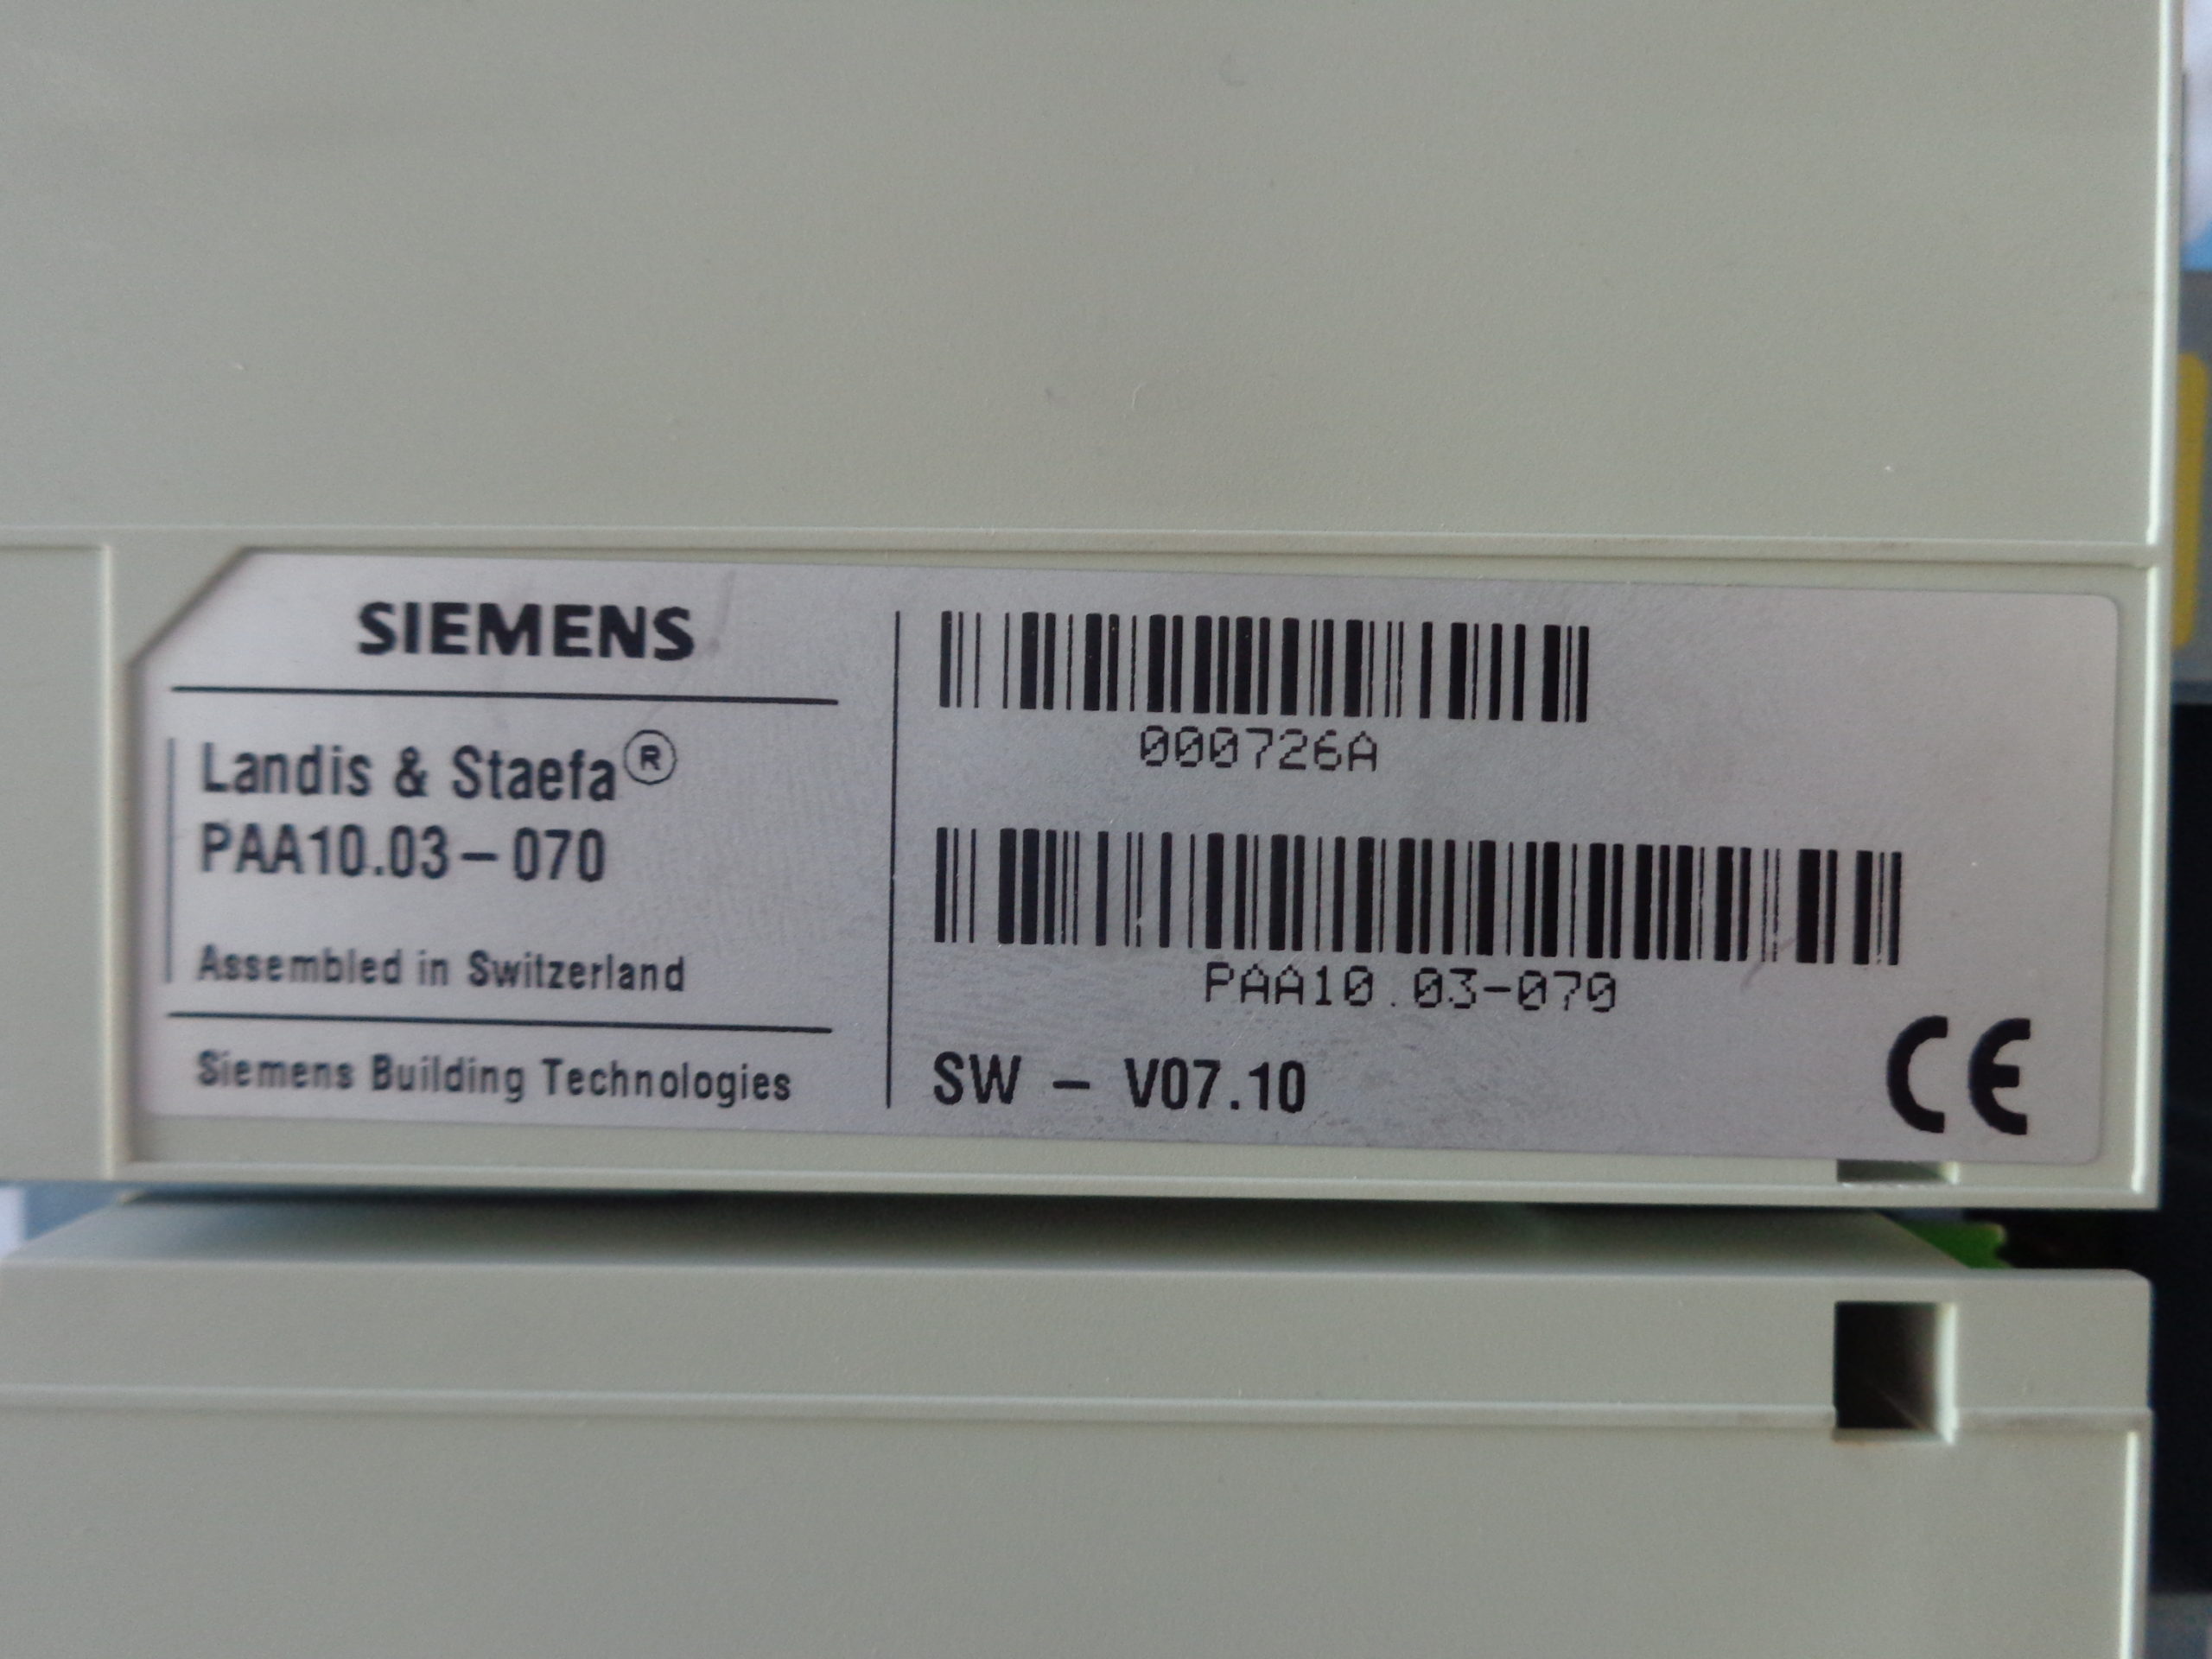 SIEMENS
Landis & Staefa®
PAA10.03-070
Assembled in Switzerland
Siemens Building Technologies
000726A
PAA10.03-070
SW - V07.10
CE